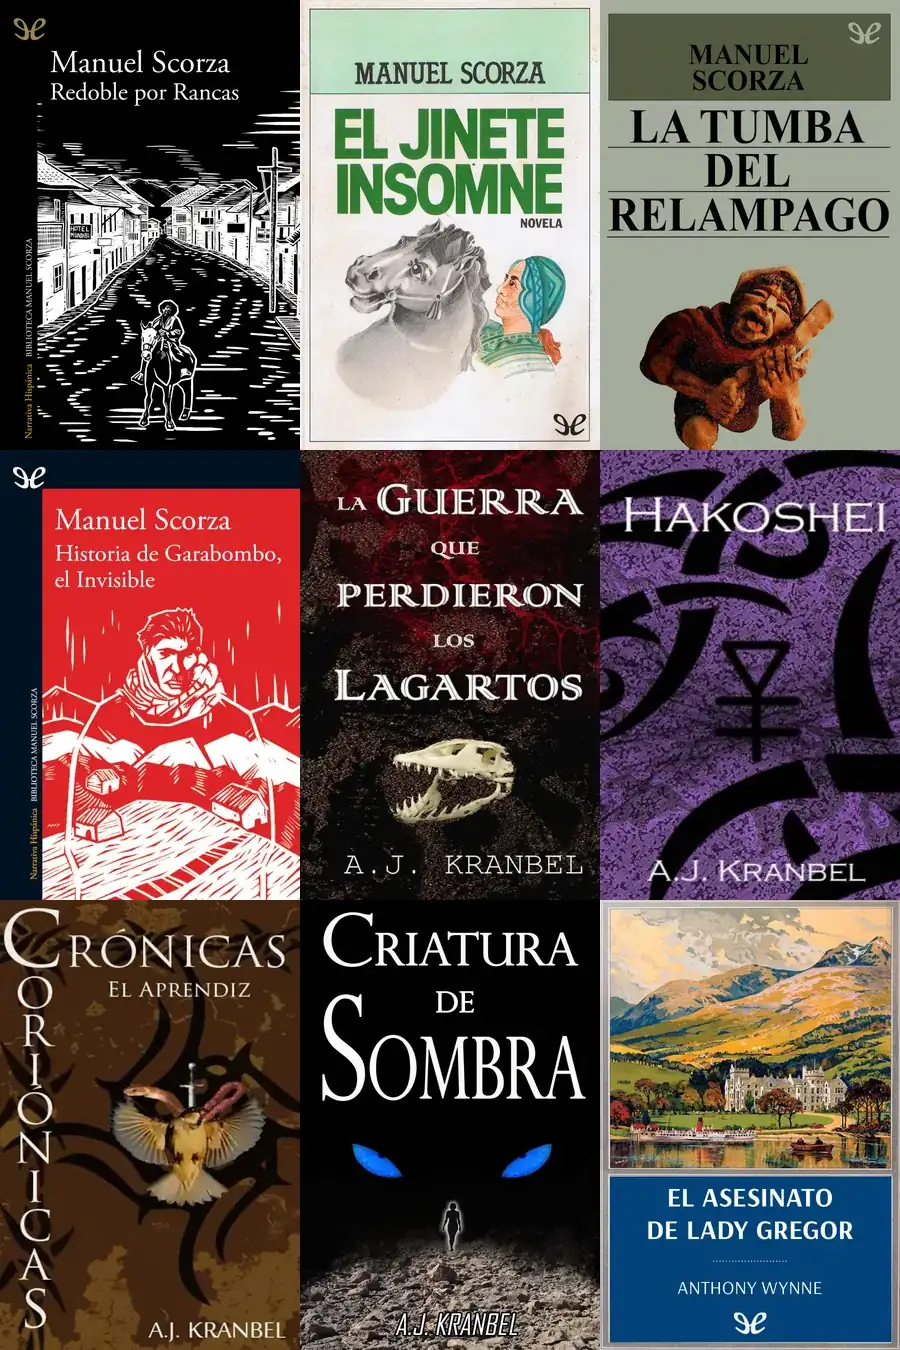 Manuel Scorza
Redoble por Rancas
HOTEL
Narrativa Hispánica BIBLIOTECA MANUEL SCORZA
MANUEL SCORZA
EL JINETE
INSOMNE
NOVELA
MANUEL
SCORZA
LA TUMBA
DEL
RELAMPAGO
Manuel Scorza
Historia de Garabombo,
el Invisible
Narrativa Hispánica BIBLIOTECA MANUEL SCORZA
LA GUERRA
QUE
PERDIERON
LOS
LAGARTOS
A.J. KRANBEL
HAKOSHEI
A.J. KRANBEL
CRÓNICAS
EL APRENDIZ
CORIÓNICAS
A.J. KRANBEL
CRIATURA
DE
SOMBRA
A.J. KRANBEL
EL ASESINATO
DE LADY GREGOR
ANTHONY WYNNE